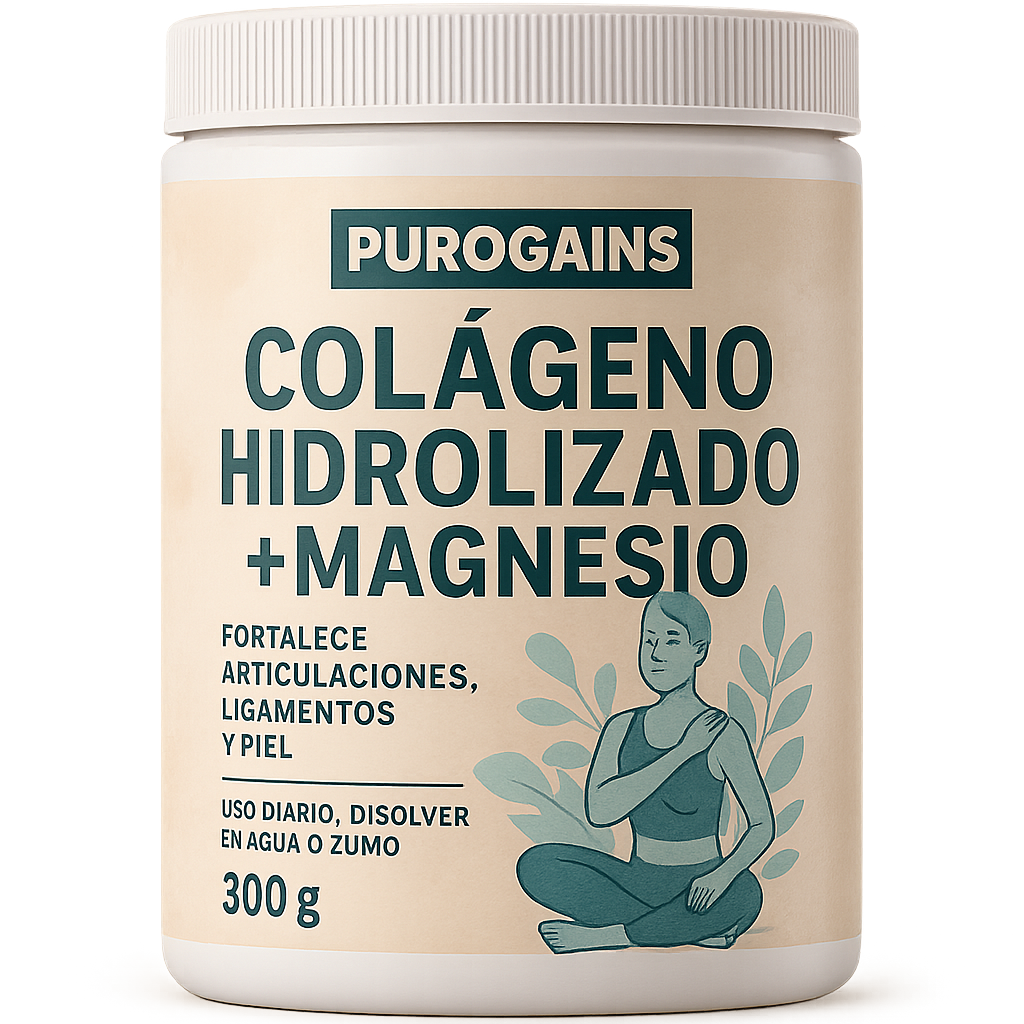 PUROGAINS
COLÁGENO
HIDROLIZADO
+MAGNESIO
FORTALECE
ARTICULACIONES,
LIGAMENTOS
Y PIEL
USO DIARIO, DISOLVER
EN AGUA O ZUMO
300 g